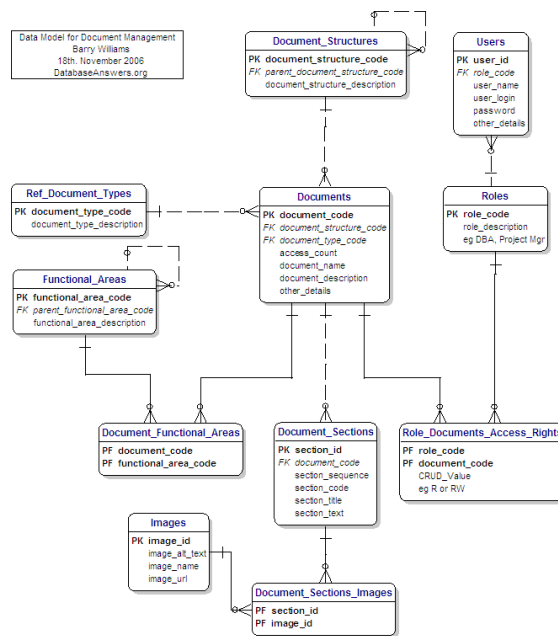 Data Model for Document Management
Barry Williams
18th. November 2006
DatabaseAnswers.org
Document_Structures
PK document_structure_code
FK parent_document_structure_code
document_structure_description
Users
PK user_id
FK role_code
user_name
user_login
password
other_details
Ref_Document_Types
PK document_type_code
document_type_description
Documents
PK document_code
FK document_structure_code
FK document_type_code
access_count
document_name
document_description
other_details
Roles
PK role_code
role_description
eg DBA, Project Mgr
Functional_Areas
PK functional_area_code
FK parent_functional_area_code
functional_area_description
Document_Functional_Areas
PF document_code
PF functional_area_code
Document_Sections
PK section_id
FK document_code
section_sequence
section_code
section_title
section_text
Role_Documents_Access_Rights
PF role_code
PF document_code
CRUD_Value
eg R or RW
Images
PK image_id
image_alt_text
image_name
image_url
Document_Sections_Images
PF section_id
PF image_id